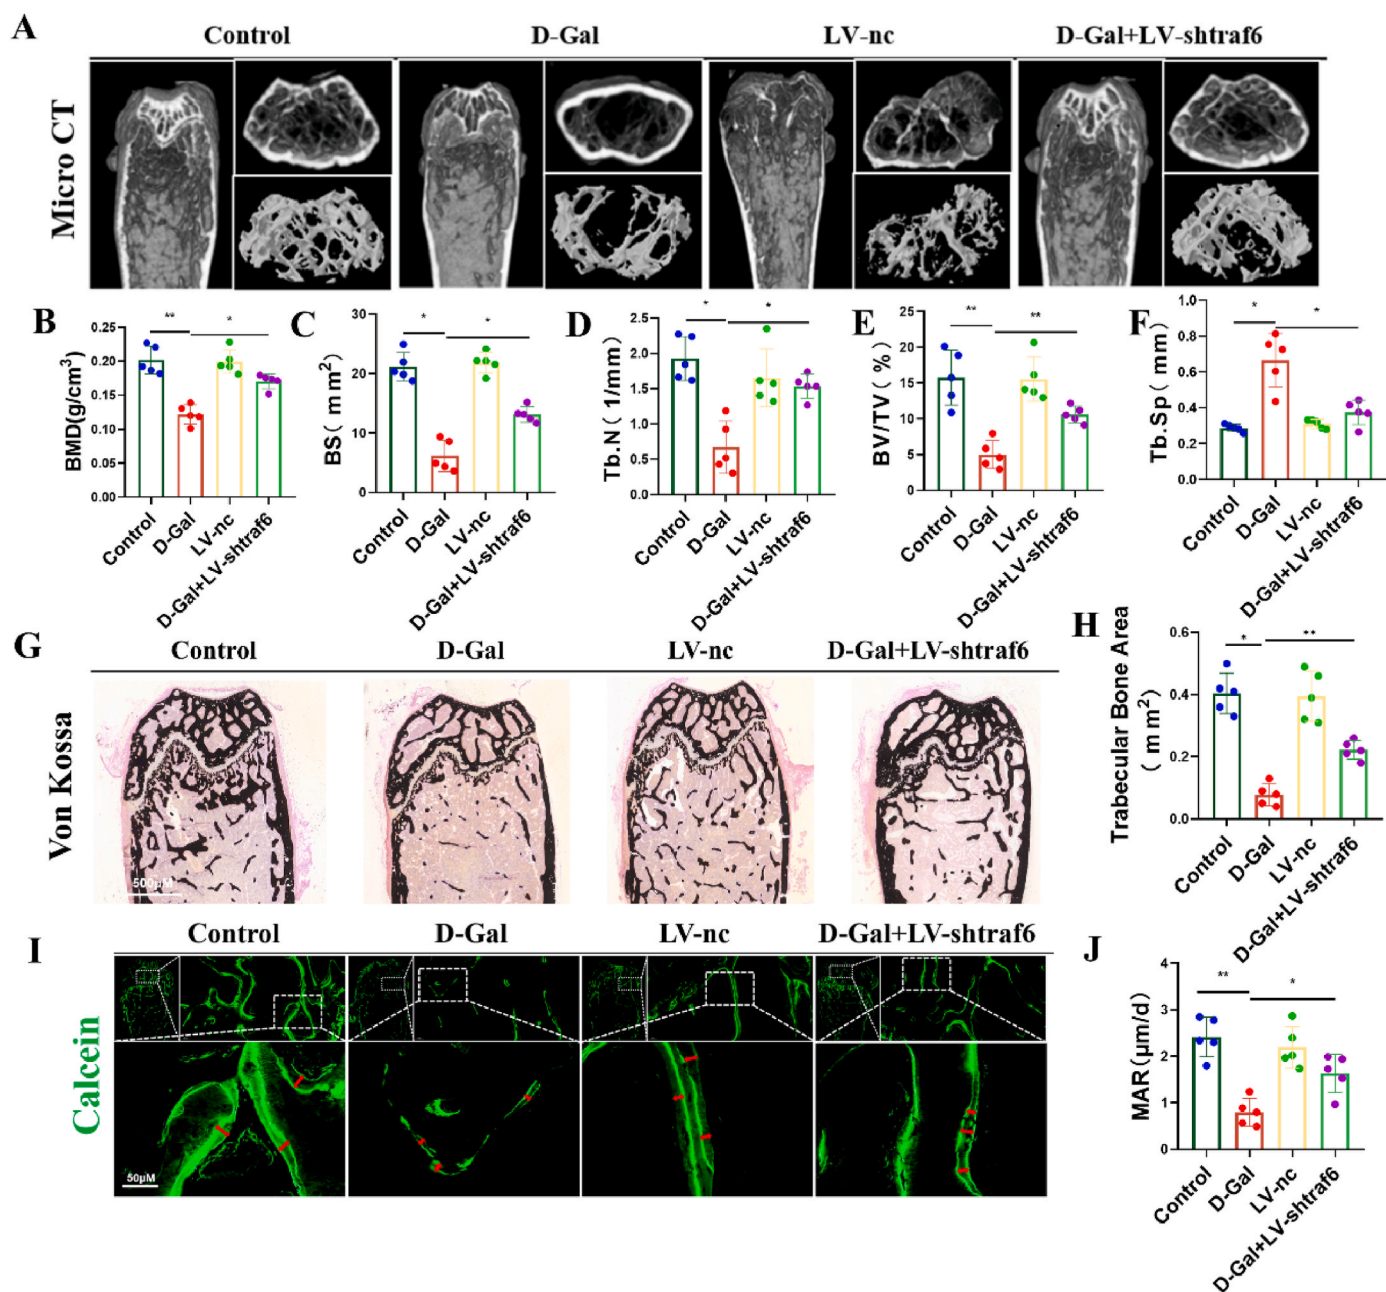 A
Control
D-Gal
LV-nc
D-Gal+LV-shtraf6
Micro CT
B
BMD(g/cm³)
0.25
0.20
0.15
0.10
0.05
0.00
**
*
Control
D-Gal
LV-nc
D-Gal+LV-shtraf6
C
BS( mm²)
30
20
10
0
*
*
Control
D-Gal
LV-nc
D-Gal+LV-shtraf6
D
Tb.N( 1/mm)
2.5
2.0
1.5
1.0
0.5
0.0
*
*
Control
D-Gal
LV-nc
D-Gal+LV-shtraf6
E
BV/TV( %)
25
20
15
10
5
0
**
**
Control
D-Gal
LV-nc
D-Gal+LV-shtraf6
F
Tb.Sp( mm)
1.0
0.8
0.6
0.4
0.2
0.0
*
*
Control
D-Gal
LV-nc
D-Gal+LV-shtraf6
G
Control
D-Gal
LV-nc
D-Gal+LV-shtraf6
Von Kossa
500μM
H
Trabecular Bone Area
( mm²)
0.6
0.4
0.2
0.0
*
**
Control
D-Gal
LV-nc
D-Gal+LV-shtraf6
I
Control
D-Gal
LV-nc
D-Gal+LV-shtraf6
Calcein
50μM
J
MAR(μm/d)
4
3
2
1
0
**
*
Control
D-Gal
LV-nc
D-Gal+LV-shtraf6